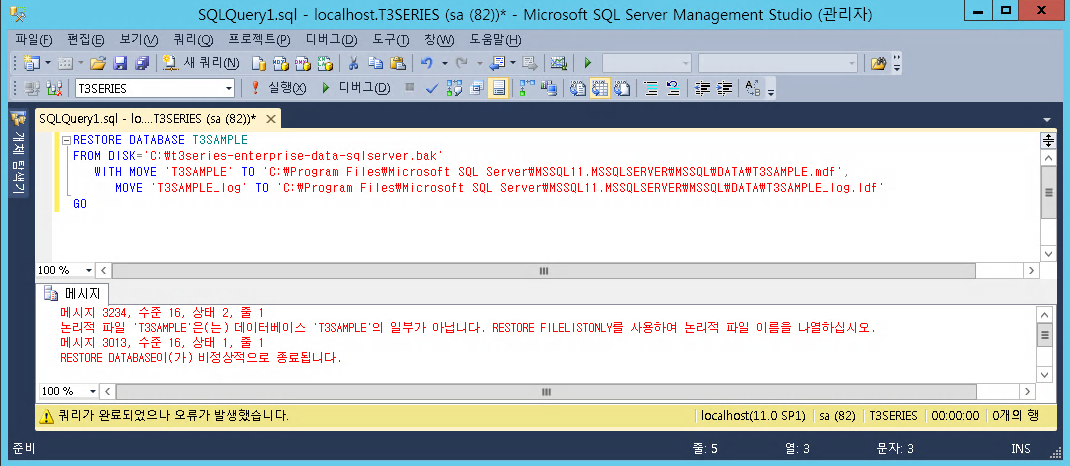 SQLQuery1.sql - localhost.T3SERIES (sa (82))* - Microsoft SQL Server Management Studio (관리자)
파일(F) 편집(E) 보기(V) 쿼리(Q) 프로젝트(P) 디버그(D) 도구(T) 창(W) 도움말(H)
새 쿼리(N)
T3SERIES 실행(X) 디버그(D)
SQLQuery1.sql - lo....T3SERIES (sa (82))*
개체 탐색기
RESTORE DATABASE T3SAMPLE
FROM DISK='C:₩t3series-enterprise-data-sqlserver.bak'
WITH MOVE 'T3SAMPLE' TO 'C:₩Program Files₩Microsoft SQL Server₩MSSQL11.MSSQLSERVER₩MSSQL₩DATA₩T3SAMPLE.mdf',
MOVE 'T3SAMPLE_log' TO 'C:₩Program Files₩Microsoft SQL Server₩MSSQL11.MSSQLSERVER₩MSSQL₩DATA₩T3SAMPLE_log.ldf'
GO
100 %
메시지
메시지 3234, 수준 16, 상태 2, 줄 1
논리적 파일 'T3SAMPLE'은(는) 데이터베이스 'T3SAMPLE'의 일부가 아닙니다. RESTORE FILELISTONLY를 사용하여 논리적 파일 이름을 나열하십시오.
메시지 3013, 수준 16, 상태 1, 줄 1
RESTORE DATABASE이(가) 비정상적으로 종료됩니다.
100 %
쿼리가 완료되었으나 오류가 발생했습니다. localhost(11.0 SP1) sa (82) T3SERIES 00:00:00 0개의 행
준비 줄: 5 열: 3 문자: 3 INS